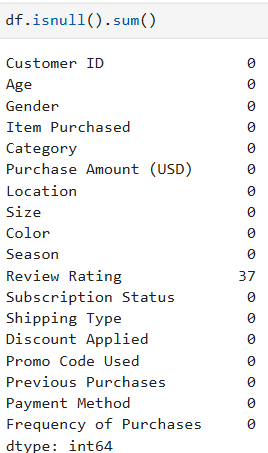 df.isnull().sum()
Customer ID 0
Age 0
Gender 0
Item Purchased 0
Category 0
Purchase Amount (USD) 0
Location 0
Size 0
Color 0
Season 0
Review Rating 37
Subscription Status 0
Shipping Type 0
Discount Applied 0
Promo Code Used 0
Previous Purchases 0
Payment Method 0
Frequency of Purchases 0
dtype: int64